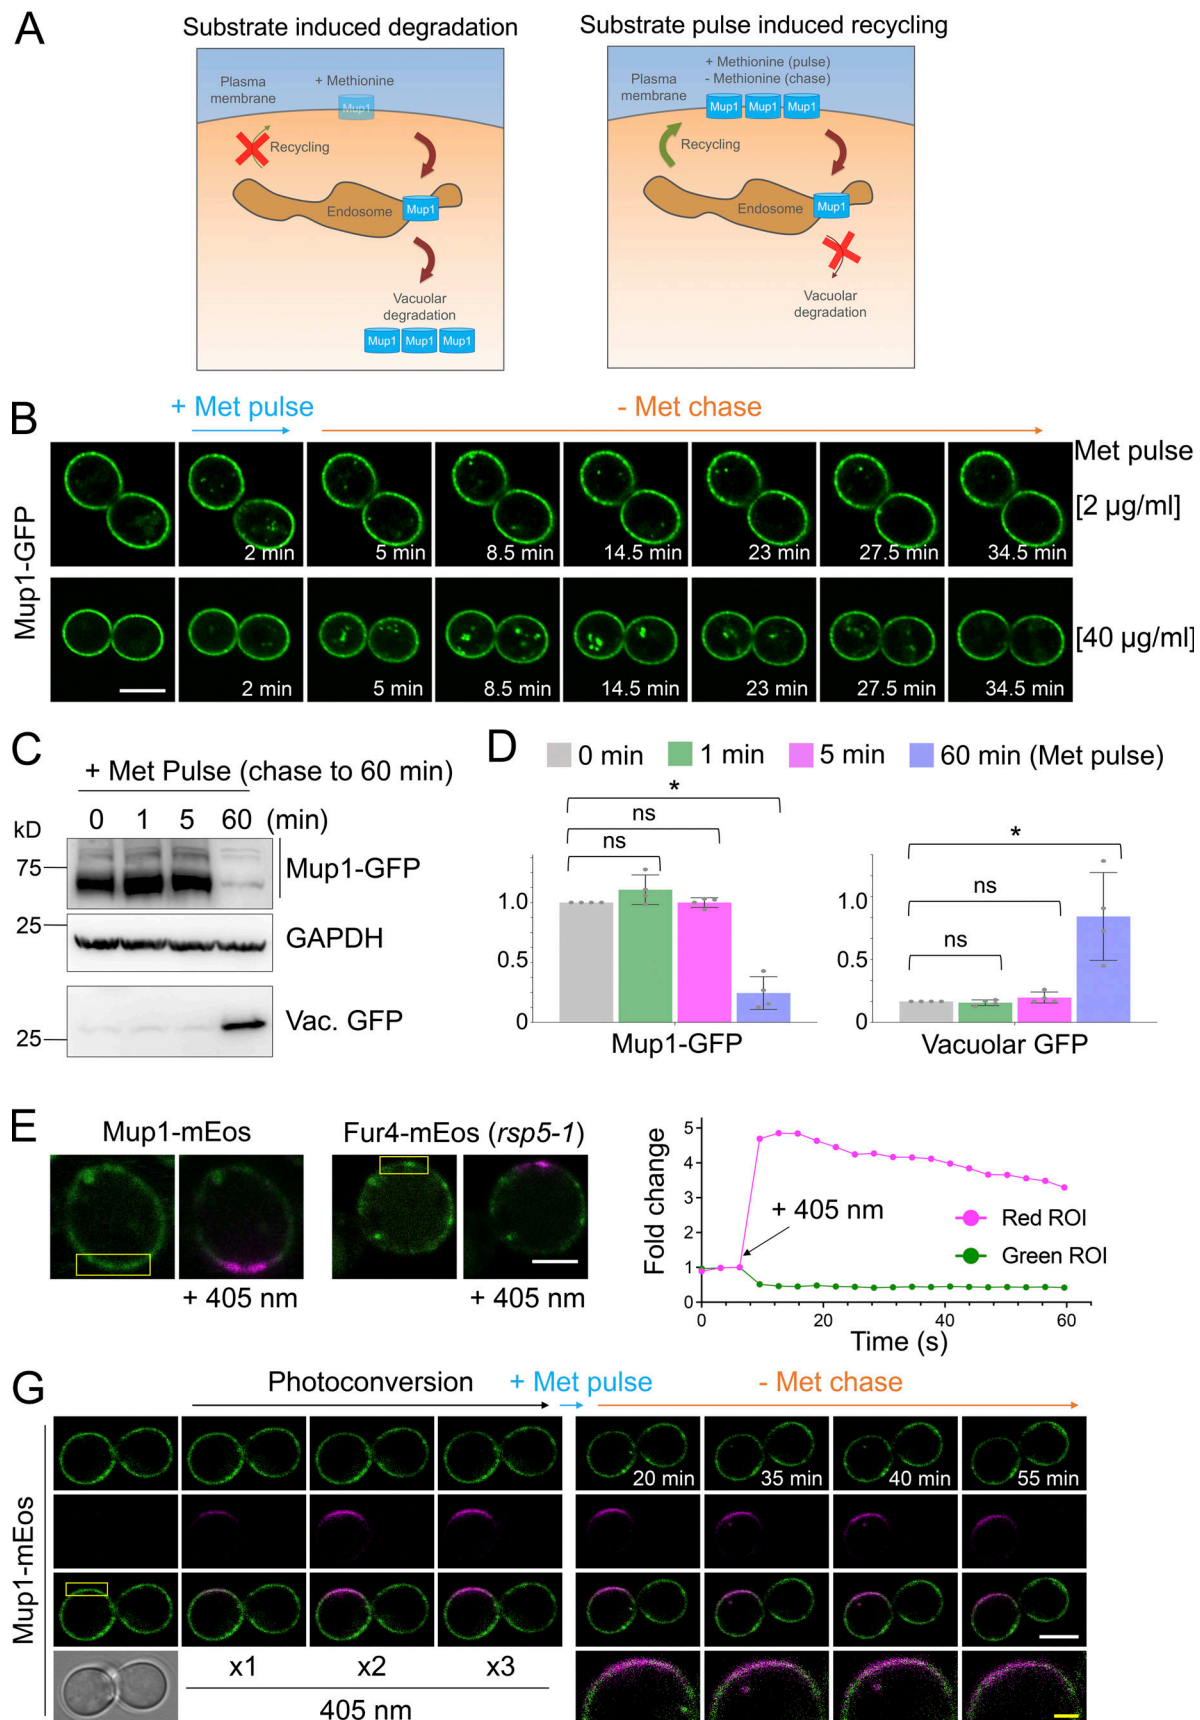 A
Substrate induced degradation
Substrate pulse induced recycling
Plasma
membrane
+ Methionine
Mup1
Recycling
Endosome
Mup1
Vacuolar
degradation
Mup1 Mup1 Mup1
+ Methionine (pulse)
- Methionine (chase)
Plasma
membrane
Mup1 Mup1 Mup1
Recycling
Endosome
Mup1
Vacuolar
degradation
B
+ Met pulse
- Met chase
Mup1-GFP
Met pulse
2 min 5 min 8.5 min 14.5 min 23 min 27.5 min 34.5 min
[2 µg/ml]
2 min 5 min 8.5 min 14.5 min 23 min 27.5 min 34.5 min
[40 µg/ml]
C
+ Met Pulse (chase to 60 min)
0 1 5 60 (min)
kD
75
Mup1-GFP
25
GAPDH
25
Vac. GFP
D
0 min 1 min 5 min 60 min (Met pulse)
*
ns
ns
1.0
0.5
0
Mup1-GFP
*
ns
ns
1.0
0.5
0
Vacuolar GFP
E
Mup1-mEos
Fur4-mEos (rsp5-1)
+ 405 nm
+ 405 nm
Fold change
5
4
3
2
1
0
+ 405 nm
Red ROI
Green ROI
0 20 40 60
Time (s)
G
Photoconversion
+ Met pulse
- Met chase
Mup1-mEos
20 min 35 min 40 min 55 min
x1 x2 x3
405 nm